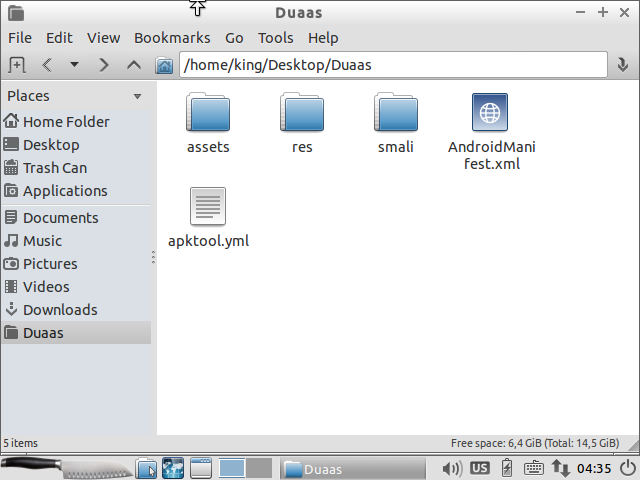 Duaas
File Edit View Bookmarks Go Tools Help
/home/king/Desktop/Duaas
Places
Home Folder
Desktop
Trash Can
Applications
Documents
Music
Pictures
Videos
Downloads
Duaas
assets res smali AndroidMani
fest.xml
apktool.yml
5 items Free space: 6,4 GiB (Total: 14,5 GiB)
Duaas US 04:35